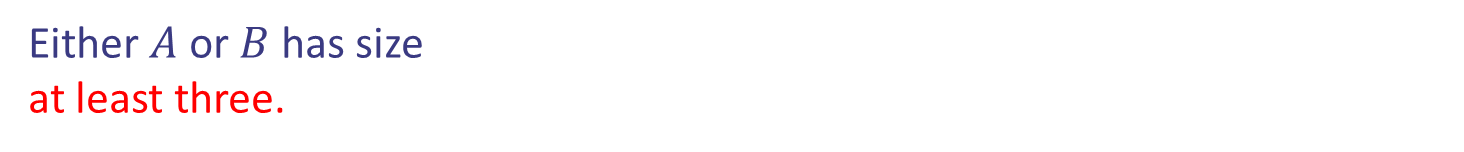 Either A or B has size
at least three.